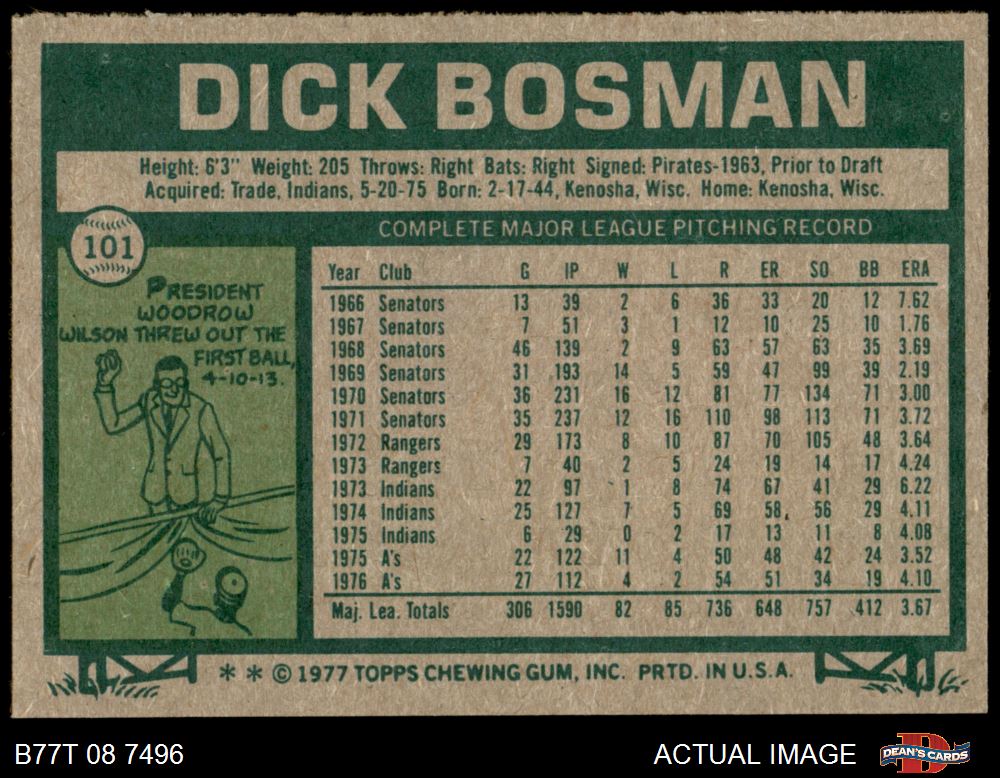 DICK BOSMAN
Height: 6'3" Weight: 205 Throws: Right Bats: Right Signed: Pirates-1963, Prior to Draft
Acquired: Trade, Indians, 5-20-75 Born: 2-17-44, Kenosha, Wisc. Home: Kenosha, Wisc.
101
PRESIDENT
WOODROW
WILSON THREW OUT THE
FIRST BALL,
4-10-13.
COMPLETE MAJOR LEAGUE PITCHING RECORD
Year Club G IP W L R ER SO BB ERA
1966 Senators 13 39 2 6 36 33 20 12 7.62
1967 Senators 7 51 3 1 12 10 25 10 1.76
1968 Senators 46 139 2 9 63 57 63 35 3.69
1969 Senators 31 193 14 5 59 47 99 39 2.19
1970 Senators 36 231 16 12 81 77 134 71 3.00
1971 Senators 35 237 12 16 110 98 113 71 3.72
1972 Rangers 29 173 8 10 87 70 105 48 3.64
1973 Rangers 7 40 2 5 24 19 14 17 4.24
1973 Indians 22 97 1 8 74 67 41 29 6.22
1974 Indians 25 127 7 5 69 58 56 29 4.11
1975 Indians 6 29 0 2 17 13 11 8 4.08
1975 A's 22 122 11 4 50 48 42 24 3.52
1976 A's 27 112 4 2 54 51 34 19 4.10
Maj. Lea. Totals 306 1590 82 85 736 648 757 412 3.67
* * © 1977 TOPPS CHEWING GUM, INC. PRTD. IN U.S.A.
B77T 08 7496
ACTUAL IMAGE
DEAN'S CARDS